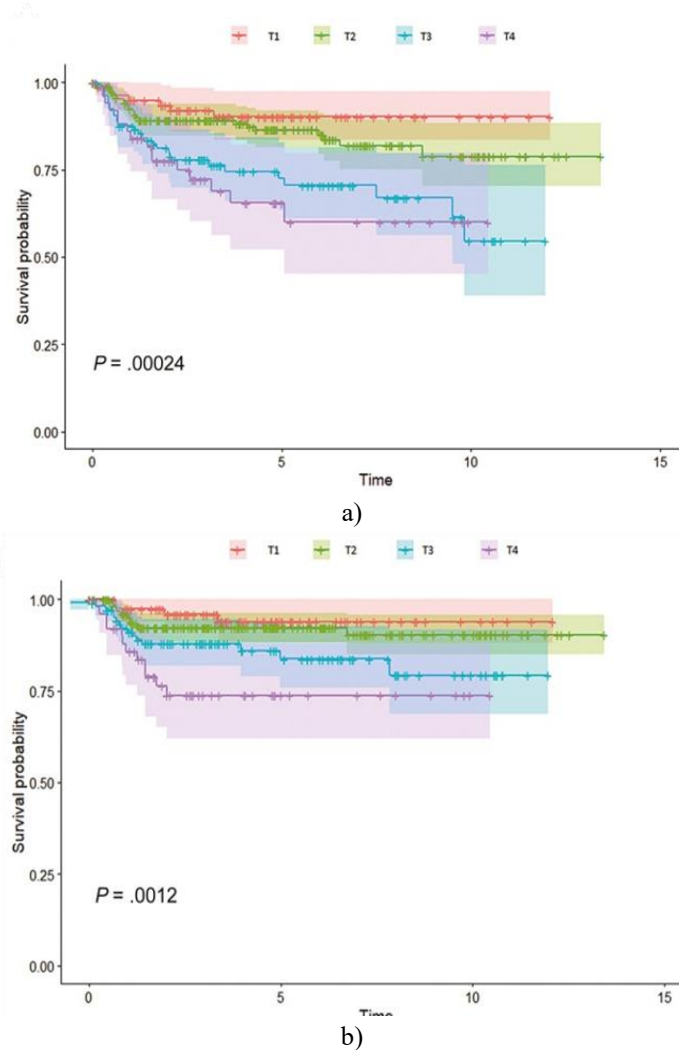 T1 T2 T3 T4
1.00
0.75
0.50
0.25
0.00
Survival probability
P = .00024
0 5 10 15
Time
a)
T1 T2 T3 T4
1.00
0.75
0.50
0.25
0.00
Survival probability
P = .0012
0 5 10 15
Time
b)